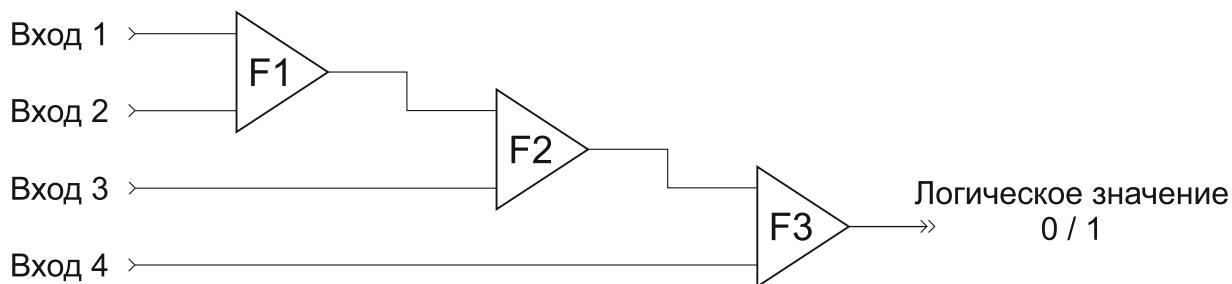 Вход 1
F1
Вход 2
F2
Вход 3
Логическое значение
0 / 1
F3
Вход 4